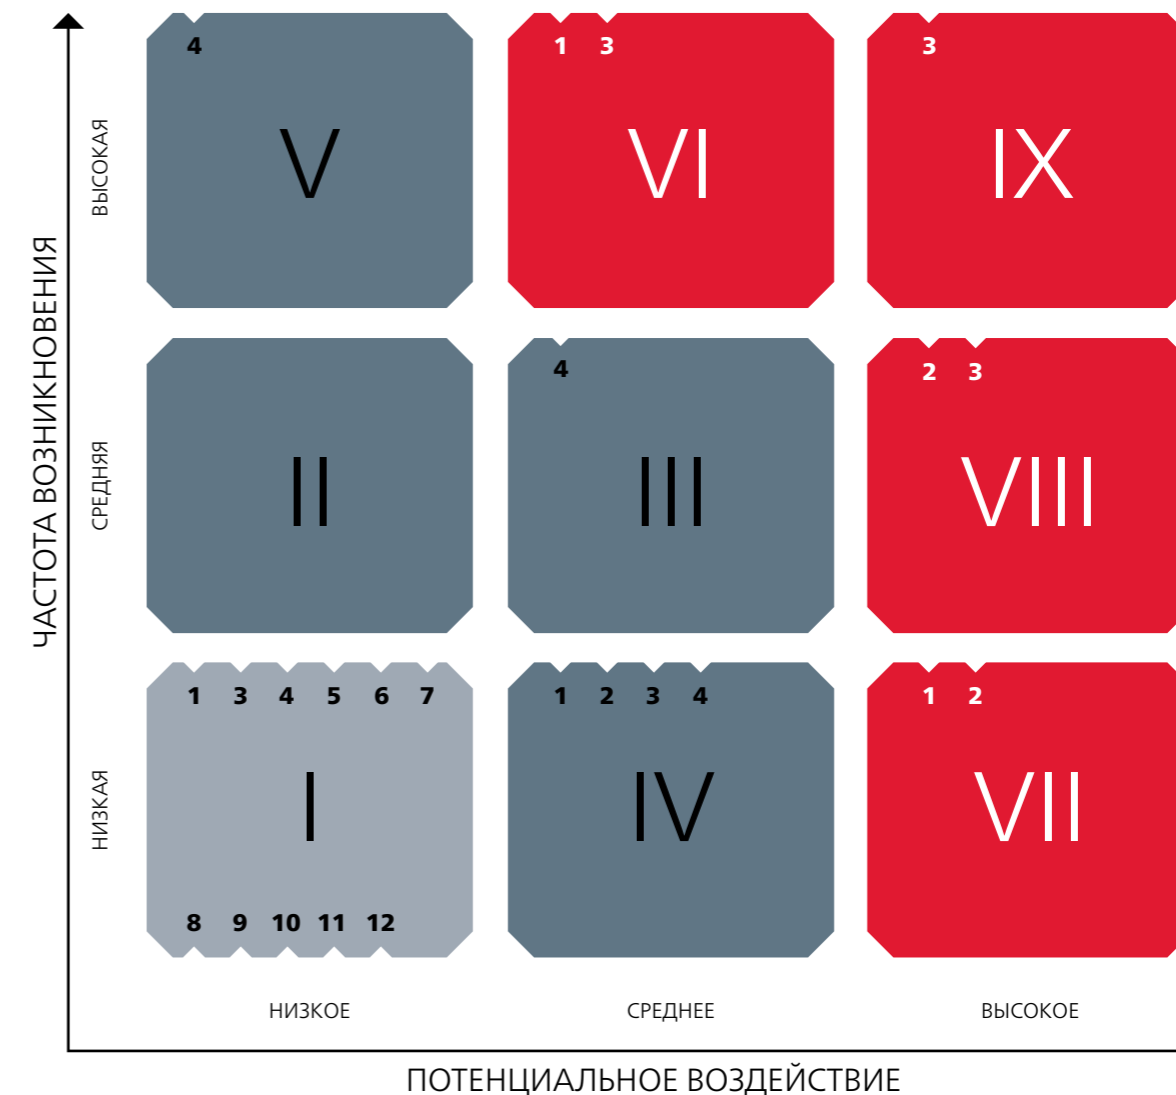 ЧАСТОТА ВОЗНИКНОВЕНИЯ
ВЫСОКАЯ
4
V
1 3
VI
3
IX
СРЕДНЯЯ
II
4
III
2 3
VIII
НИЗКАЯ
1 3 4 5 6 7
I
8 9 10 11 12
1 2 3 4
IV
1 2
VII
НИЗКОЕ
СРЕДНЕЕ
ВЫСОКОЕ
ПОТЕНЦИАЛЬНОЕ ВОЗДЕЙСТВИЕ